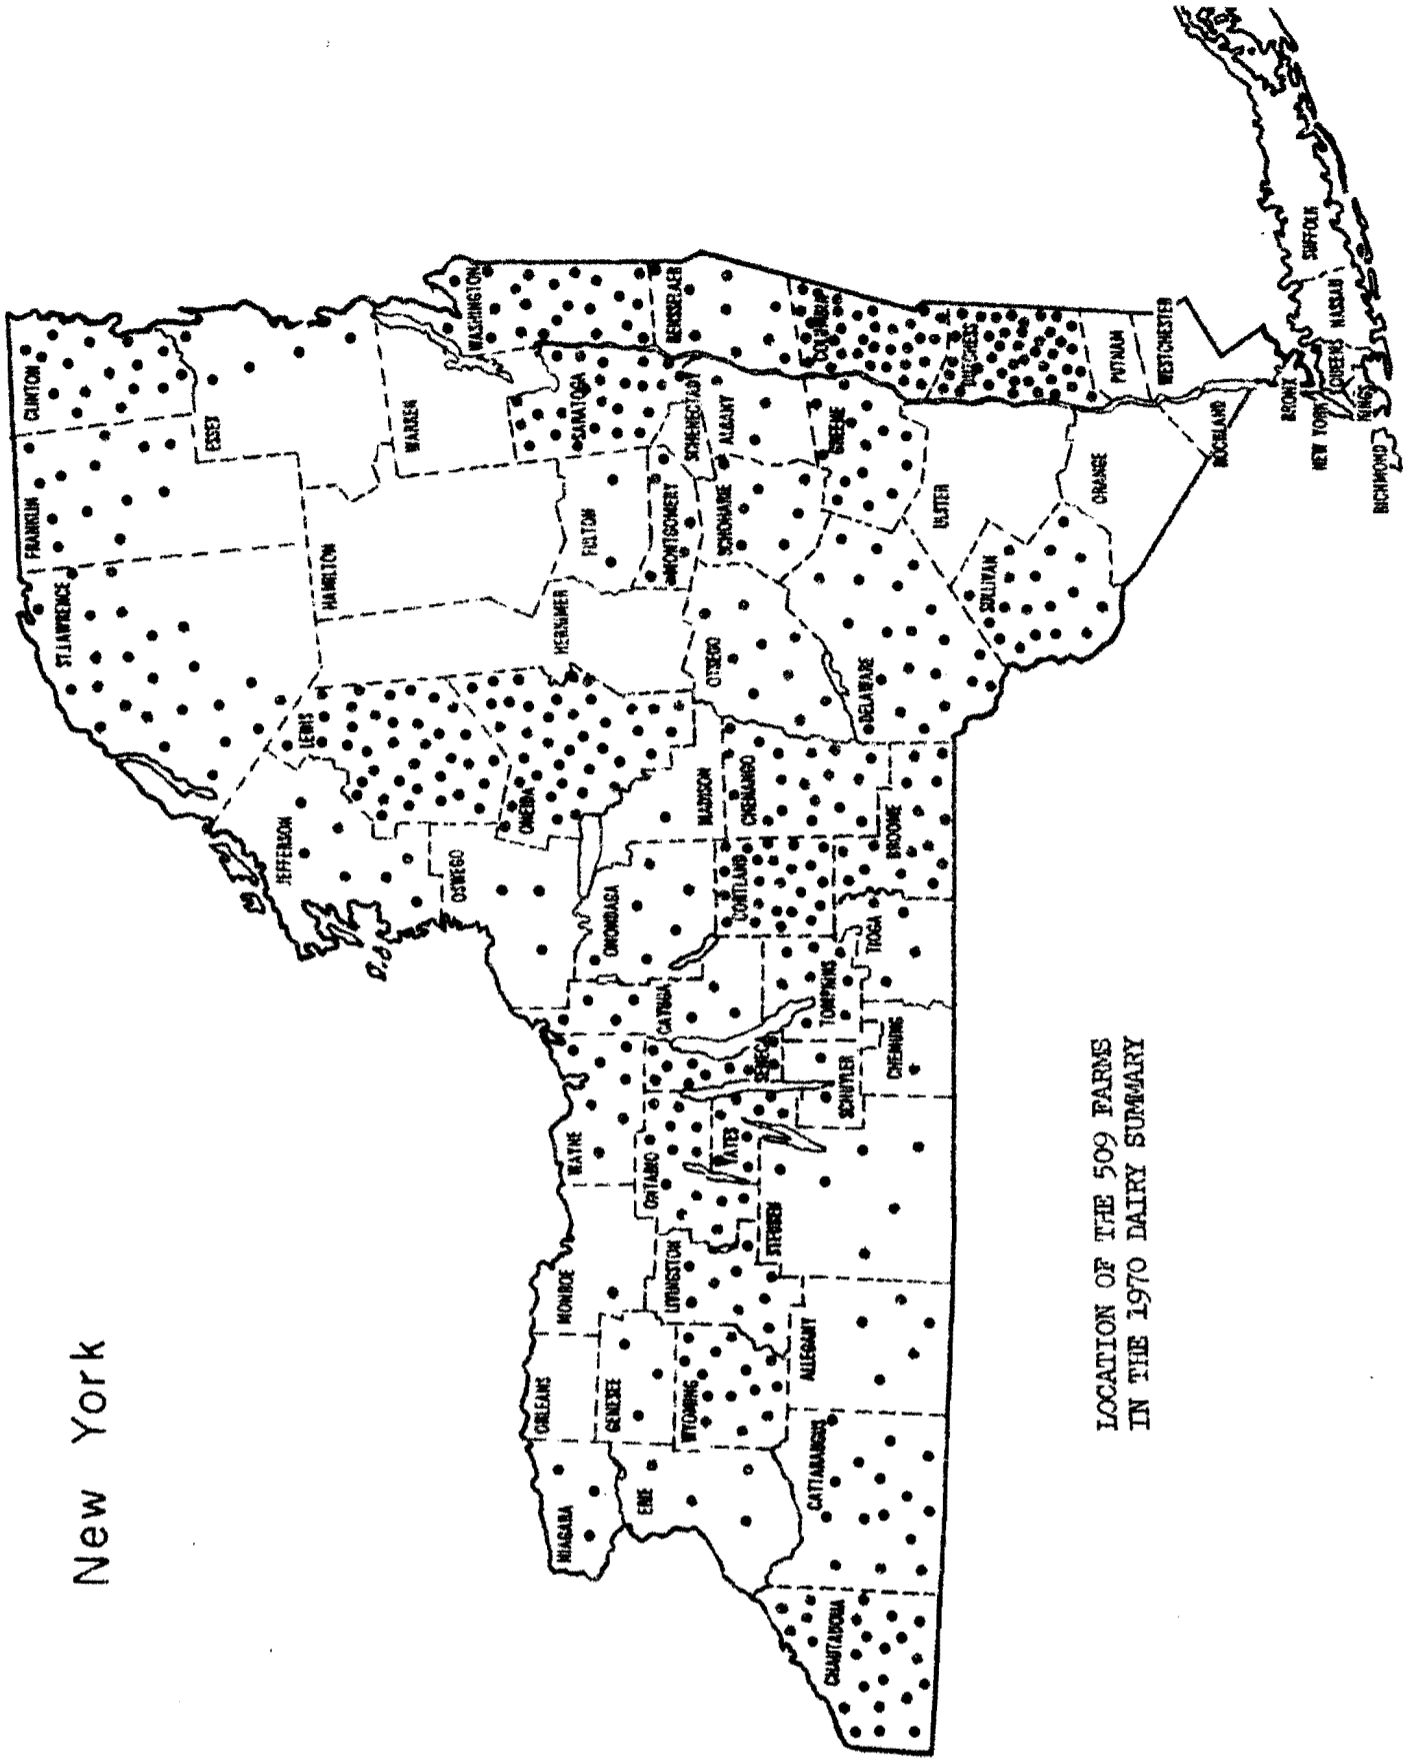 New York
CLINTON
FRANKLIN
ST. LAWRENCE
ESSEX
HAMILTON
WARREN
WASHINGTON
LEWIS
JEFFERSON
OSWEGO
ONEIDA
HERKIMER
FULTON
SARATOGA
MONTGOMERY
SCHENECTADY
RENSSELAER
ALBANY
SCHOHARIE
OTSEGO
MADISON
ONONDAGA
CAYUGA
WAYNE
MONROE
ORLEANS
NIAGARA
GENESEE
ERIE
WYOMING
LIVINGSTON
ONTARIO
YATES
SENECA
CORTLAND
CHENANGO
DELAWARE
GREENE
COLUMBIA
DUTCHESS
ULSTER
SULLIVAN
ORANGE
PUTNAM
WESTCHESTER
ROCKLAND
BROOME
TIOGA
TOMPKINS
SCHUYLER
CHEMUNG
STEUBEN
ALLEGANY
CATTARAUGUS
CHAUTAUQUA
BRONX
NEW YORK
QUEENS
KINGS
RICHMOND
NASSAU
SUFFOLK
LOCATION OF THE 509 FARMS
IN THE 1970 DAIRY SUMMARY